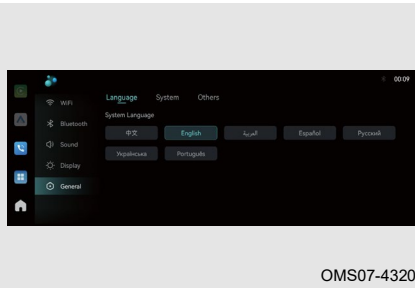 00:09
WiFi
Bluetooth
Sound
Display
General
Language System Others
System Language
中文 English العربية Español Русский
Українська Português
OMS07-4320